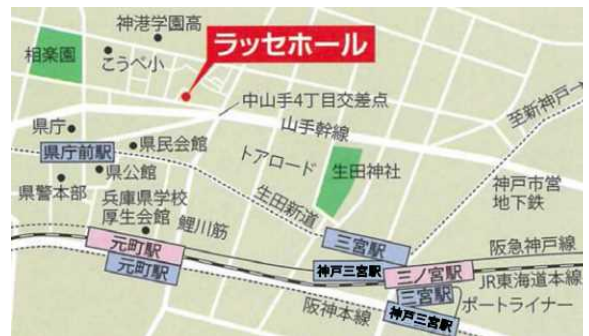 神港学園高
ラッセホール
相楽園
こうべ小
中山手4丁目交差点
至新神戸→
県庁
山手幹線
県民会館
県庁前駅
トアロード
生田神社
県公館
県警本部
生田新道
神戸市営
地下鉄
兵庫県学校
厚生会館
鯉川筋
三宮駅
阪急神戸線
元町駅
元町駅
神戸三宮駅
三ノ宮駅
JR東海道本線
三宮駅
ポートライナー
阪神本線
神戸三宮駅